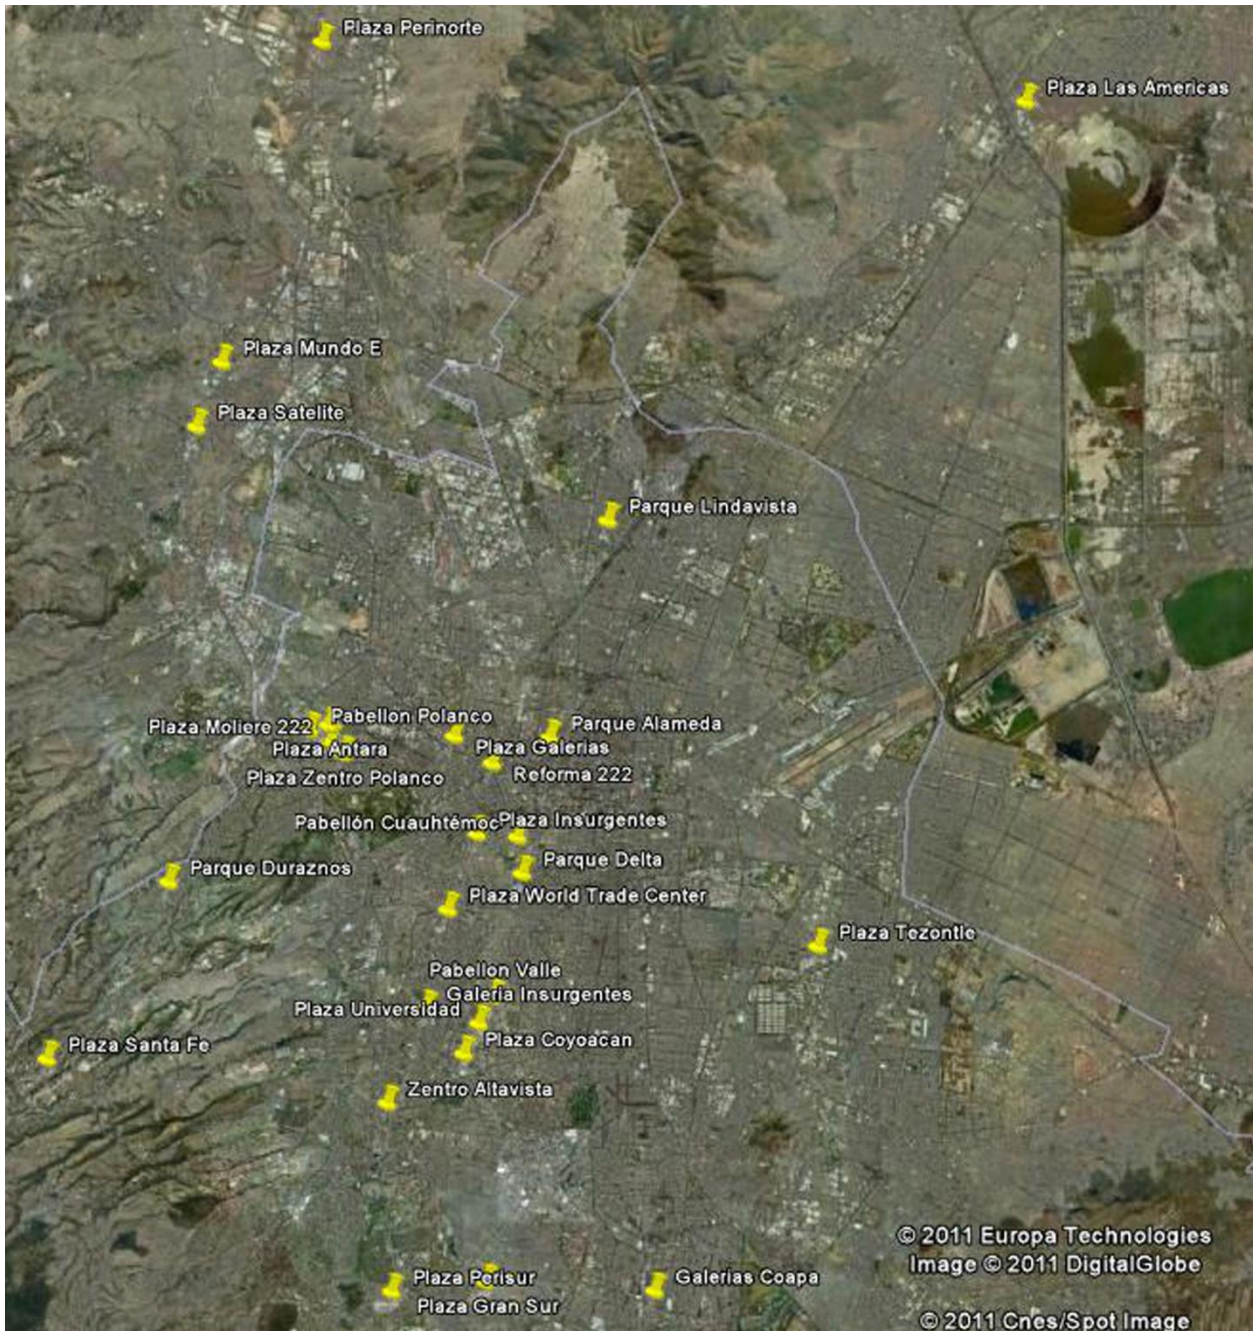 Plaza Perinorte
Plaza Las Americas
Plaza Mundo E
Plaza Satelite
Parque Lindavista
Pabellon Polanco
Plaza Moliere 222
Parque Alameda
Plaza Antara
Plaza Galerias
Plaza Zentro Polanco
Reforma 222
Pabellón Cuauhtémoc
Plaza Insurgentes
Parque Delta
Parque Duraznos
Plaza World Trade Center
Plaza Tezontle
Pabellon Valle
Galeria Insurgentes
Plaza Universidad
Plaza Coyoacan
Plaza Santa Fe
Zentro Altavista
© 2011 Europa Technologies
Image © 2011 DigitalGlobe
Plaza Perisur
Galerias Coapa
Plaza Gran Sur
© 2011 Cnes/Spot Image